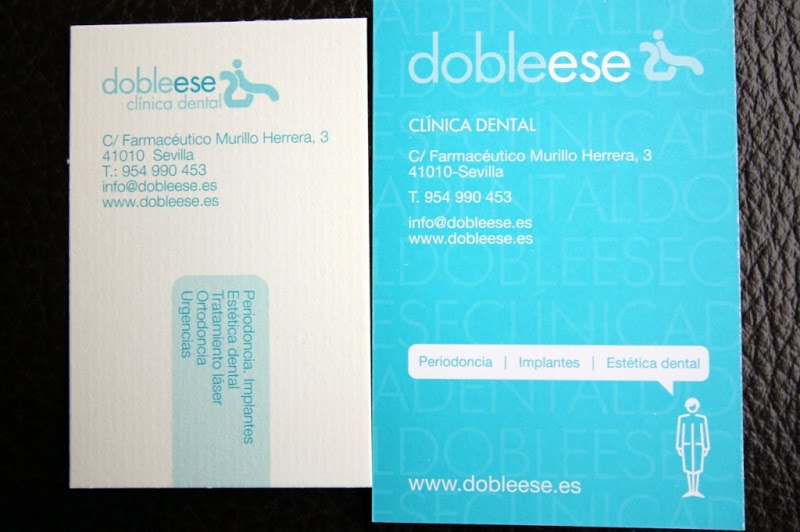 dobleese
clínica dental
C/ Farmacéutico Murillo Herrera, 3
41010 Sevilla
T.: 954 990 453
info@dobleese.es
www.dobleese.es
Periodoncia. Implantes
Estética dental
Tratamiento láser
Ortodoncia
Urgencias
dobleese
CLÍNICA DENTAL
C/ Farmacéutico Murillo Herrera, 3
41010-Sevilla
T. 954 990 453
info@dobleese.es
www.dobleese.es
Periodoncia | Implantes | Estética dental
www.dobleese.es